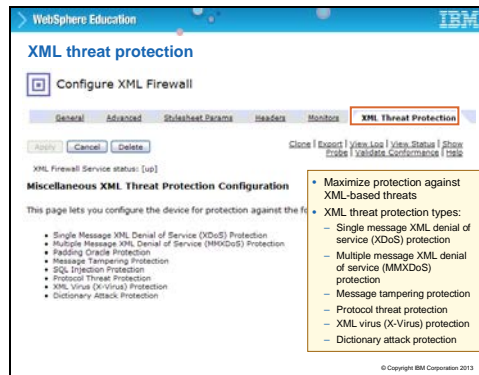 WebSphere Education
IBM
XML threat protection
Configure XML Firewall
General Advanced Stylesheet Params Headers Monitors XML Threat Protection
Apply Cancel Delete
Clone | Export | View Log | View Status | Show
Probe | Validate Conformance | Help
XML Firewall Service status: [up]
Miscellaneous XML Threat Protection Configuration
This page lets you configure the device for protection against the fo
• Single Message XML Denial of Service (XDoS) Protection
• Multiple Message XML Denial of Service (MMXDoS) Protection
• Padding Oracle Protection
• Message Tampering Protection
• SQL Injection Protection
• Protocol Threat Protection
• XML Virus (X-Virus) Protection
• Dictionary Attack Protection
• Maximize protection against
XML-based threats
• XML threat protection types:
– Single message XML denial of
service (XDoS) protection
– Multiple message XML denial
of service (MMXDoS)
protection
– Message tampering protection
– Protocol threat protection
– XML virus (X-Virus) protection
– Dictionary attack protection
© Copyright IBM Corporation 2013